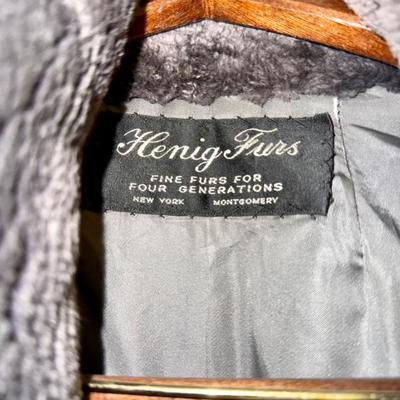 Henig Furs
FINE FURS FOR
FOUR GENERATIONS
NEW YORK MONTGOMERY